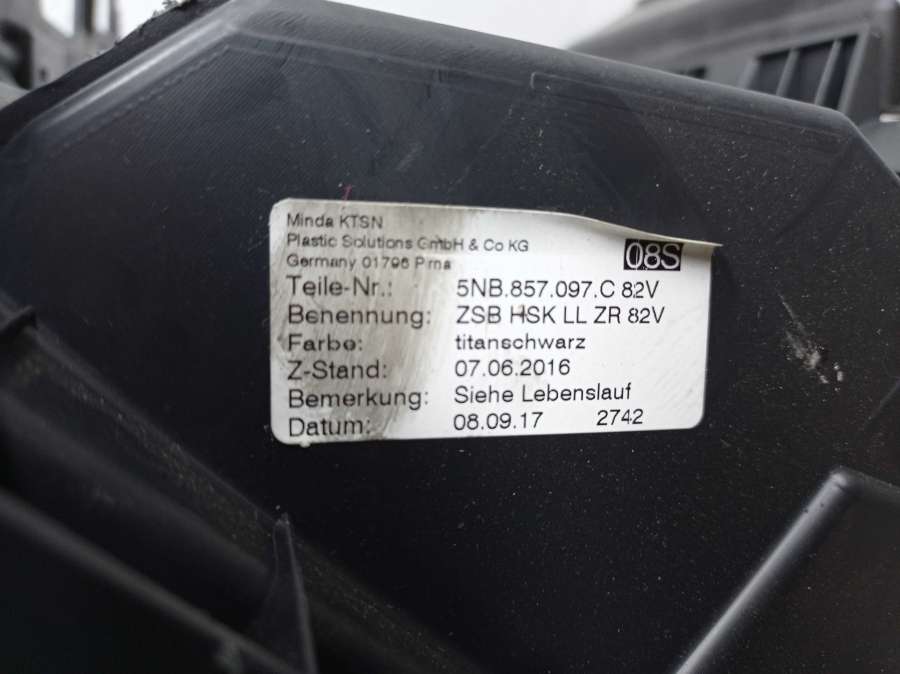 Minda KTSN
Plastic Solutions GmbH & Co KG
Germany 01796 Pirna
08S
Teile-Nr.: 5NB.857.097.C 82V
Benennung: ZSB HSK LL ZR 82V
Farbe: titanschwarz
Z-Stand: 07.06.2016
Bemerkung: Siehe Lebenslauf
Datum: 08.09.17 2742